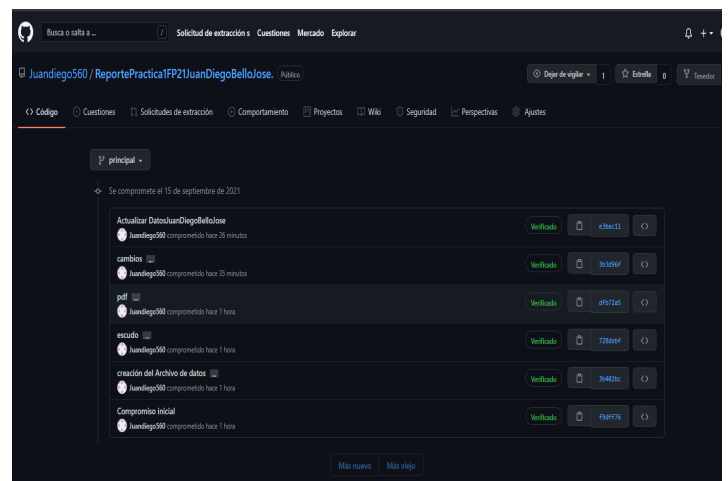 Busca o salta a ... / Solicitud de extracción s Cuestiones Mercado Explorar
Juandiego560 / ReportePractica1FP21JuanDiegoBelloJose. Público Dejar de vigilar 1 Estrella 0 Tenedor
Código Cuestiones Solicitudes de extracción Comportamiento Proyectos Wiki Seguridad Perspectivas Ajustes
principal
Se compromete el 15 de septiembre de 2021
Actualizar DatosJuanDiegoBelloJose
Juandiego560 comprometido hace 26 minutos
Verificado e3bac11
cambios ...
Juandiego560 comprometido hace 35 minutos
Verificado 3b3d96f
pdf ...
Juandiego560 comprometido hace 1 hora
Verificado dfb72a5
escudo ...
Juandiego560 comprometido hace 1 hora
Verificado 728debf
creación del Archivo de datos ...
Juandiego560 comprometido hace 1 hora
Verificado 3b402bc
Compromiso inicial
Juandiego560 comprometido hace 1 hora
Verificado f9dff76
Más nuevo Más viejo